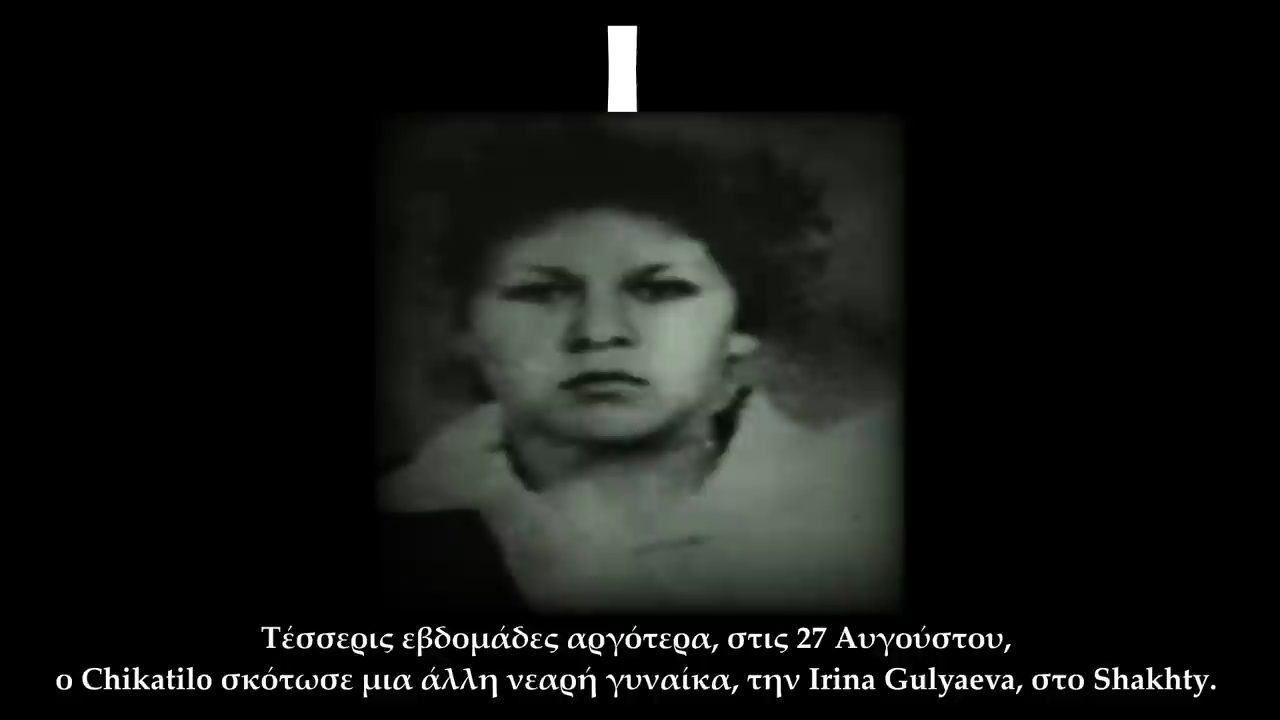 I
Τέσσερις εβδομάδες αργότερα, στις 27 Αυγούστου,
ο Chikatilo σκότωσε μια άλλη νεαρή γυναίκα, την Irina Gulyaeva, στο Shakhty.